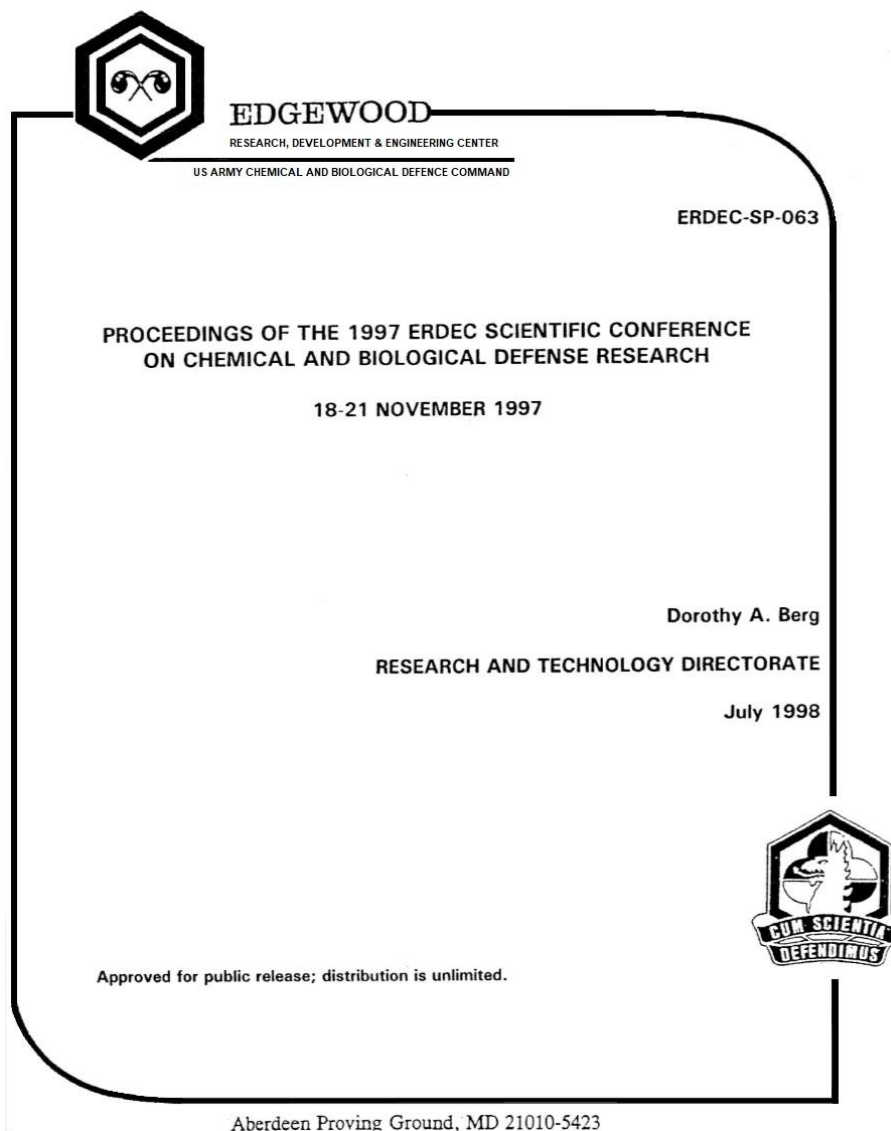 EDGEWOOD
RESEARCH, DEVELOPMENT & ENGINEERING CENTER
US ARMY CHEMICAL AND BIOLOGICAL DEFENCE COMMAND
ERDEC-SP-063
PROCEEDINGS OF THE 1997 ERDEC SCIENTIFIC CONFERENCE
ON CHEMICAL AND BIOLOGICAL DEFENSE RESEARCH
18-21 NOVEMBER 1997
Dorothy A. Berg
RESEARCH AND TECHNOLOGY DIRECTORATE
July 1998
CUM SCIENTIA
DEFENDIMUS
Approved for public release; distribution is unlimited.
Aberdeen Proving Ground, MD 21010-5423